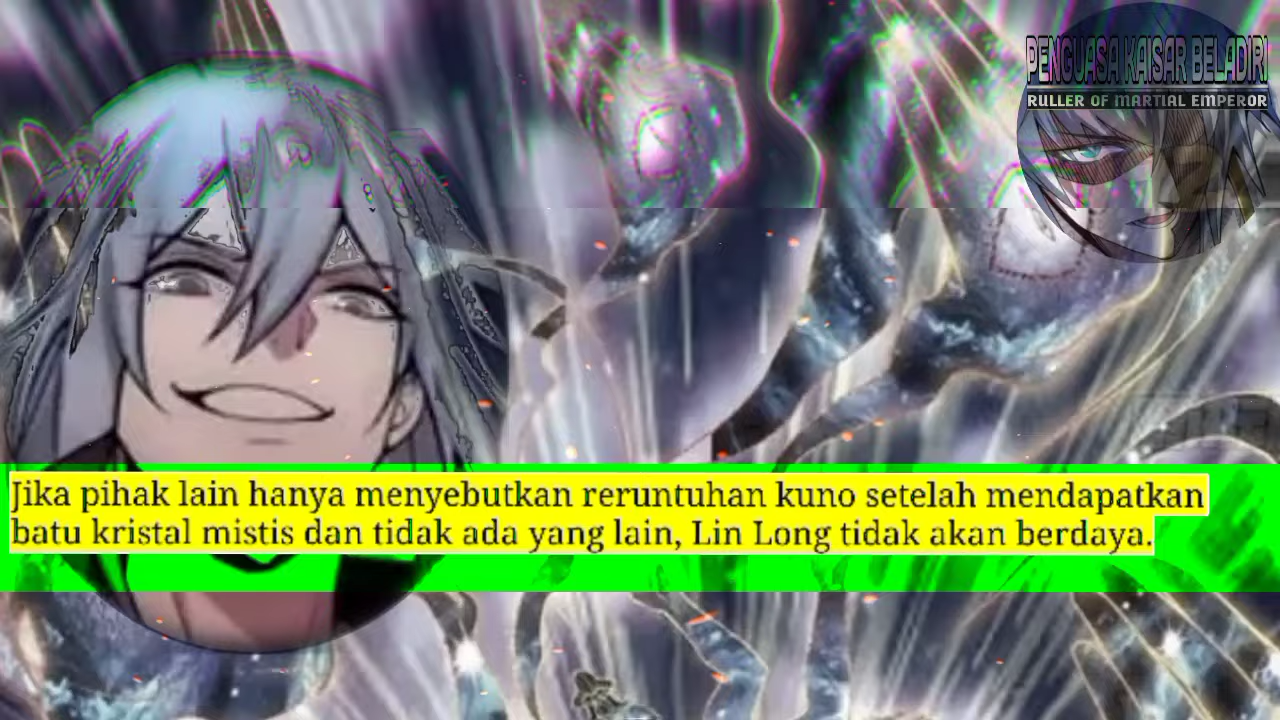 PENGUASA KAISAR BELADIRI
RULLER OF MARTIAL EMPEROR
Jika pihak lain hanya menyebutkan reruntuhan kuno setelah mendapatkan
batu kristal mistis dan tidak ada yang lain, Lin Long tidak akan berdaya.